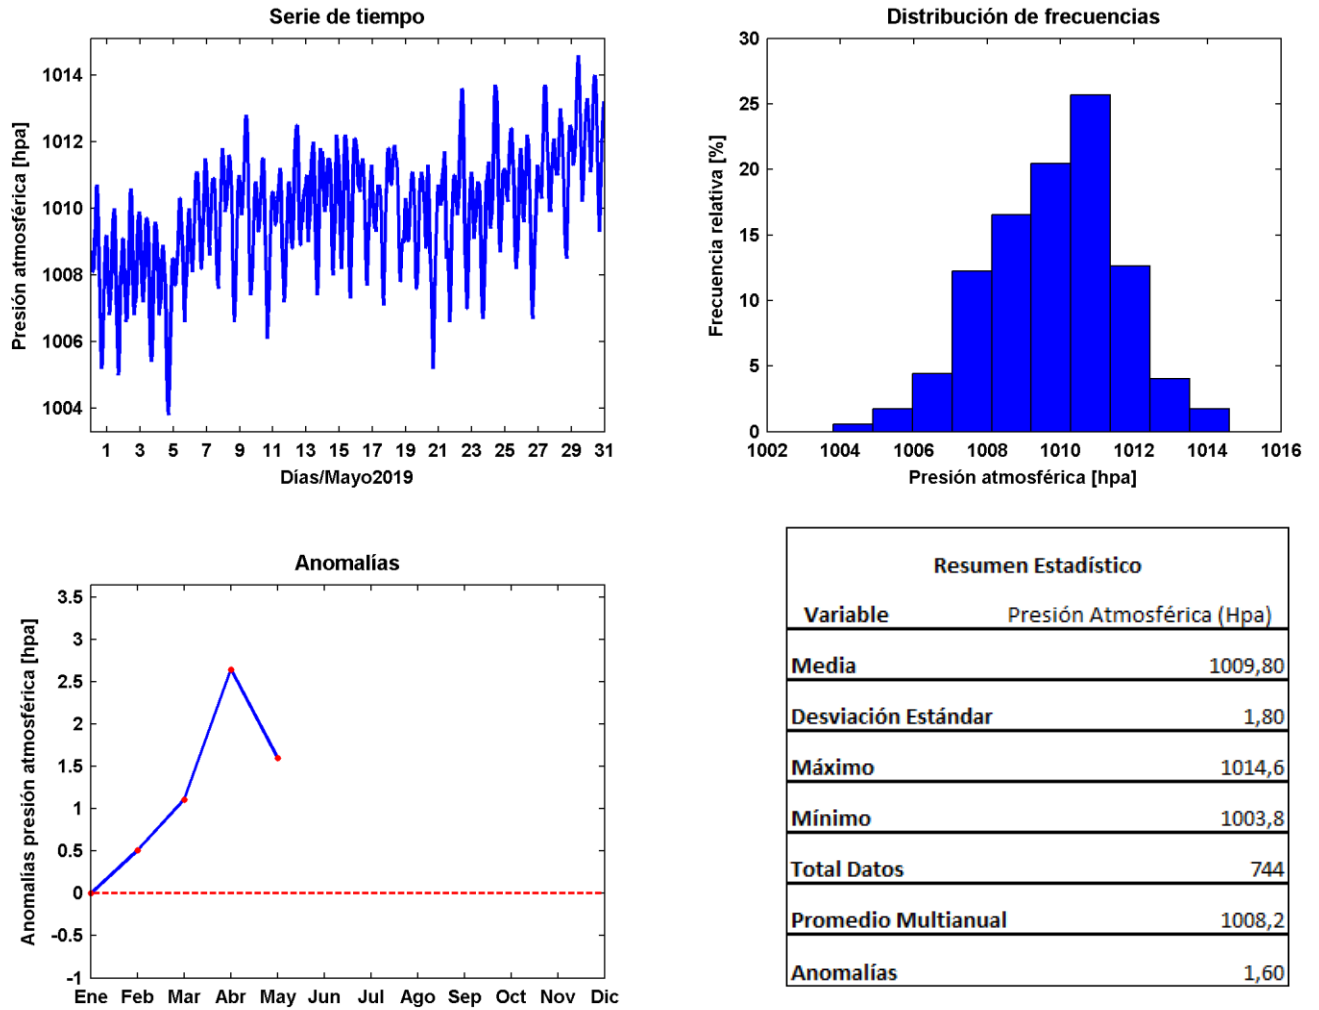 Serie de tiempo
Presión atmosférica [hpa]
1014
1012
1010
1008
1006
1004
1 3 5 7 9 11 13 15 17 19 21 23 25 27 29 31
Días/Mayo2019
Distribución de frecuencias
Frecuencia relativa [%]
30
25
20
15
10
5
0
1002 1004 1006 1008 1010 1012 1014 1016
Presión atmosférica [hpa]
Anomalías
Anomalías presión atmosférica [hpa]
3.5
3
2.5
2
1.5
1
0.5
0
-0.5
-1
Ene Feb Mar Abr May Jun Jul Ago Sep Oct Nov Dic
Resumen Estadístico
Variable Presión Atmosférica (Hpa)
Media 1009,80
Desviación Estándar 1,80
Máximo 1014,6
Mínimo 1003,8
Total Datos 744
Promedio Multianual 1008,2
Anomalías 1,60